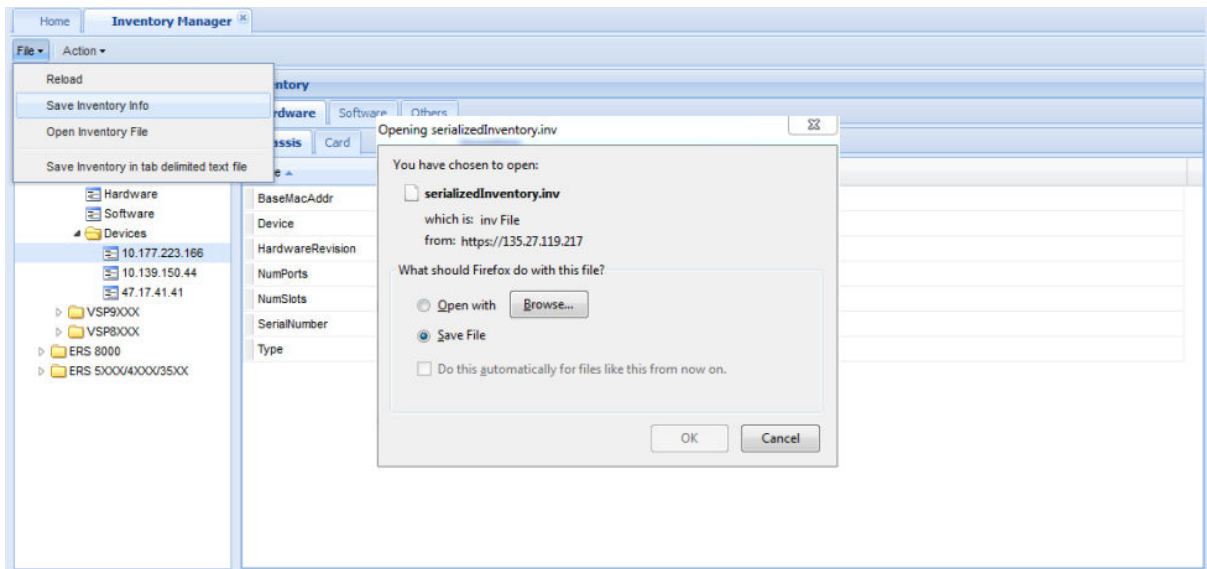 Home
Inventory Manager
File
Action
Reload
Save Inventory Info
Open Inventory File
Save Inventory in tab delimited text file
Hardware
Software
Devices
10.177.223.166
10.139.150.44
47.17.41.41
VSP9XXX
VSP8XXX
ERS 8000
ERS 5XXX/4XXX/35XX
ntory
rdware
Software
Others
assis
Card
e
BaseMacAddr
Device
HardwareRevision
NumPorts
NumSlots
SerialNumber
Type
Opening serializedInventory.inv
You have chosen to open:
serializedInventory.inv
which is: inv File
from: https://135.27.119.217
What should Firefox do with this file?
Open with
Browse...
Save File
Do this automatically for files like this from now on.
OK
Cancel